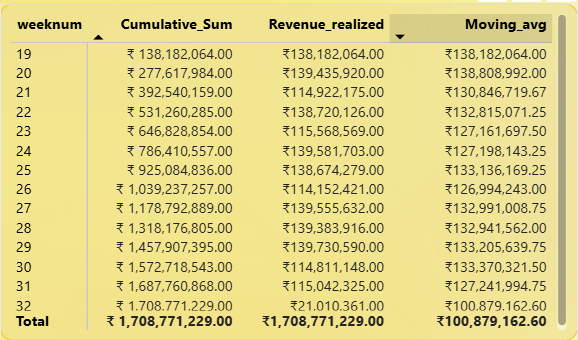 weeknum Cumulative_Sum Revenue_realized Moving_avg
19 ₹ 138,182,064.00 ₹138,182,064.00 ₹138,182,064.00
20 ₹ 277,617,984.00 ₹139,435,920.00 ₹138,808,992.00
21 ₹ 392,540,159.00 ₹114,922,175.00 ₹130,846,719.67
22 ₹ 531,260,285.00 ₹138,720,126.00 ₹132,815,071.25
23 ₹ 646,828,854.00 ₹115,568,569.00 ₹127,161,697.50
24 ₹ 786,410,557.00 ₹139,581,703.00 ₹127,198,143.25
25 ₹ 925,084,836.00 ₹138,674,279.00 ₹133,136,169.25
26 ₹ 1,039,237,257.00 ₹114,152,421.00 ₹126,994,243.00
27 ₹ 1,178,792,889.00 ₹139,555,632.00 ₹132,991,008.75
28 ₹ 1,318,176,805.00 ₹139,383,916.00 ₹132,941,562.00
29 ₹ 1,457,907,395.00 ₹139,730,590.00 ₹133,205,639.75
30 ₹ 1,572,718,543.00 ₹114,811,148.00 ₹133,370,321.50
31 ₹ 1,687,760,868.00 ₹115,042,325.00 ₹127,241,994.75
32 ₹ 1,708,771,229.00 ₹21,010,361.00 ₹100,879,162.60
Total ₹ 1,708,771,229.00 ₹1,708,771,229.00 ₹100,879,162.60